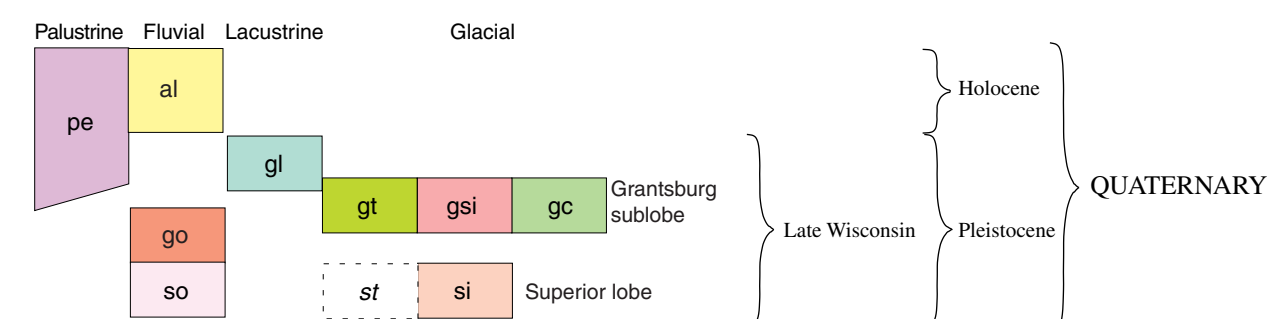 Palustrine Fluvial Lacustrine Glacial
al
Holocene
pe
gl
QUATERNARY
Grantsburg
sublobe
gt gsi gc
go
Late Wisconsin
Pleistocene
so
st
si
Superior lobe